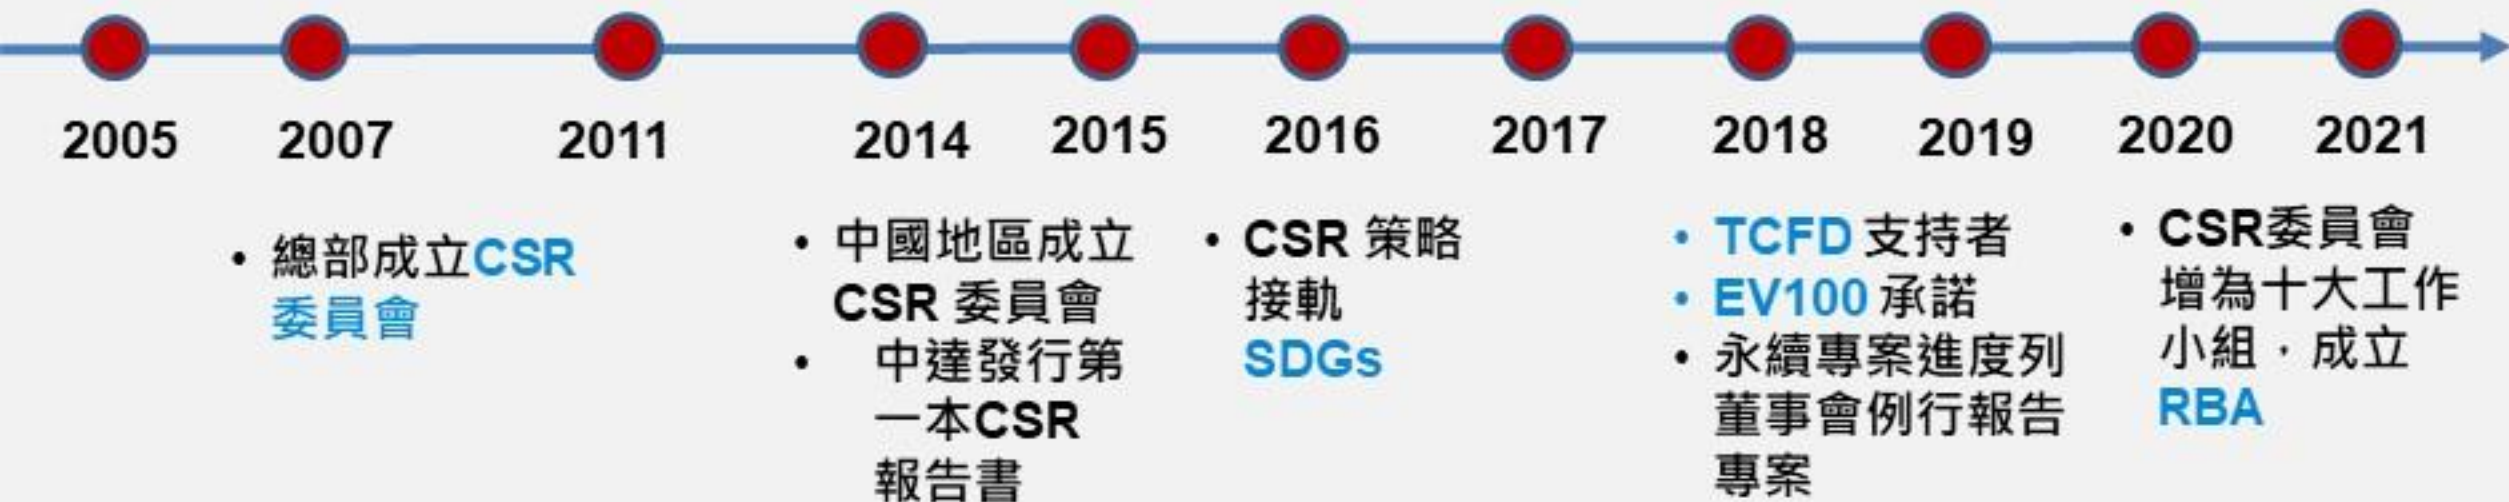 2005 2007 2011 2014 2015 2016 2017 2018 2019 2020 2021
• 總部成立CSR
委員會
• 中國地區成立
CSR 委員會
• 中達發行第
一本CSR
報告書
• CSR 策略
接軌
SDGs
• TCFD 支持者
• EV100 承諾
• 永續專案進度列
董事會例行報告
專案
• CSR委員會
增為十大工作
小組，成立
RBA